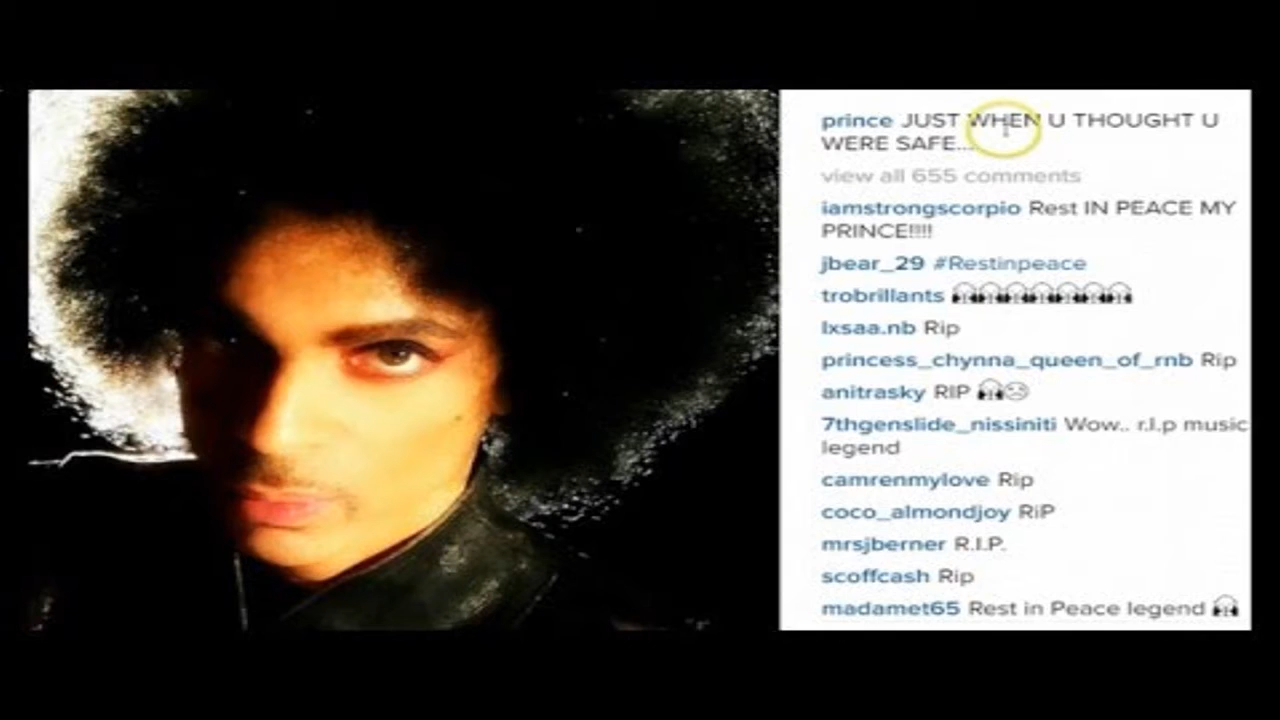 prince JUST WHEN U THOUGHT U
WERE SAFE....
view all 655 comments
iamstrongscorpio Rest IN PEACE MY
PRINCE!!!!
jbear_29 #Restinpeace
trobrillants
lxsaa.nb Rip
princess_chynna_queen_of_rnb Rip
anitrasky RIP
7thgenslide_nissiniti Wow.. r.I.p music
legend
camrenmylove Rip
coco_almondjoy RiP
mrsjberner R.I.P.
scoffcash Rip
madamet65 Rest in Peace legend